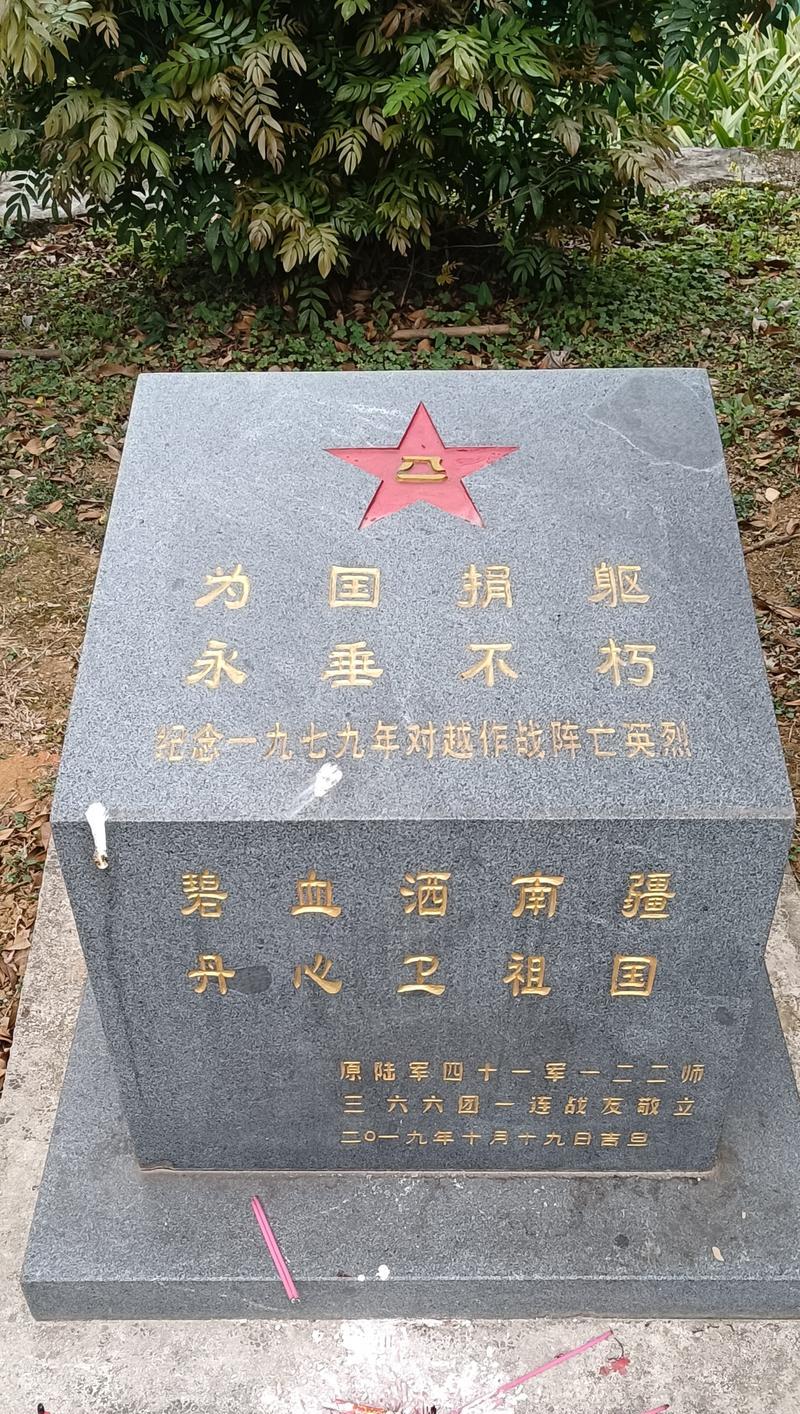 八一
为国捐躯
永垂不朽
纪念一九七九年对越作战阵亡英烈
碧血洒南疆
丹心卫祖国
原陆军四十一军一二二师
三六六团一连战友敬立
二〇一九年十月十九日吉旦